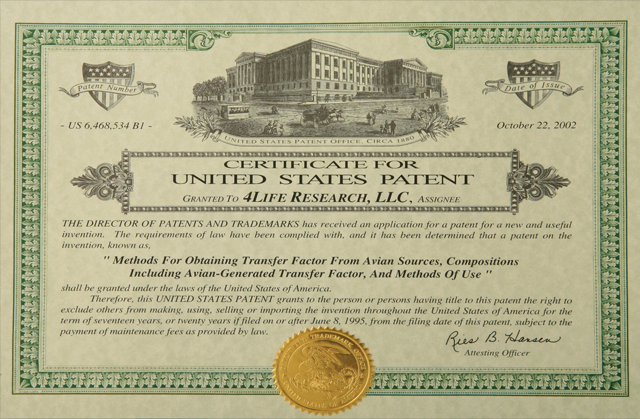 Patent Number
Date of Issue
- US 6,468,534 B1 -
October 22, 2002
UNITED STATES PATENT OFFICE, CIRCA 1880
CERTIFICATE FOR
UNITED STATES PATENT
GRANTED TO 4LIFE RESEARCH, LLC, ASSIGNEE
THE DIRECTOR OF PATENTS AND TRADEMARKS has received an application for a patent for a new and useful
invention. The requirements of law have been complied with, and it has been determined that a patent on the
invention, known as,
" Methods For Obtaining Transfer Factor From Avian Sources, Compositions
Including Avian-Generated Transfer Factor, And Methods Of Use "
shall be granted under the laws of the United States of America.
Therefore, this UNITED STATES PATENT grants to the person or persons having title to this patent the right to
exclude others from making, using, selling or importing the invention throughout the United States of America for the
term of seventeen years, or twenty years if filed on or after June 8, 1995, from the filing date of this patent, subject to the
payment of maintenance fees as provided by law.
Rees B. Hansen
Attesting Officer